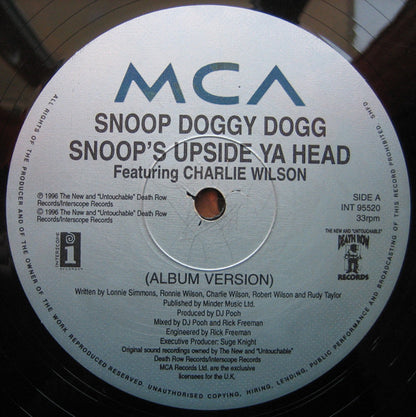 MCA
SNOOP DOGGY DOGG
SNOOP'S UPSIDE YA HEAD
Featuring CHARLIE WILSON
℗ 1996 The New and "Untouchable" Death Row
Records/Interscope Records
© 1996 The New and "Untouchable" Death Row
Records/Interscope Records
SIDE A
INT 95520
33rpm
INTERSCOPE
RECORDS
THE NEW AND "UNTOUCHABLE"
DEATH ROW
RECORDS
(ALBUM VERSION)
Written by Lonnie Simmons, Ronnie Wilson, Charlie Wilson, Robert Wilson and Rudy Taylor
Published by Minder Music Ltd.
Produced by DJ Pooh
Mixed by DJ Pooh and Rick Freeman
Engineered by Rick Freeman
Executive Producer: Suge Knight
Original sound recordings owned by The New and "Untouchable"
Death Row Records/Interscope Records
MCA Records Ltd. are the exclusive
licensees for the U.K.
ALL RIGHTS OF THE PRODUCER AND OF THE OWNER OF THE WORK REPRODUCED RESERVED. UNAUTHORISED COPYING, HIRING, LENDING, PUBLIC PERFORMANCE AND BROADCASTING OF THIS RECORD PROHIBITED.